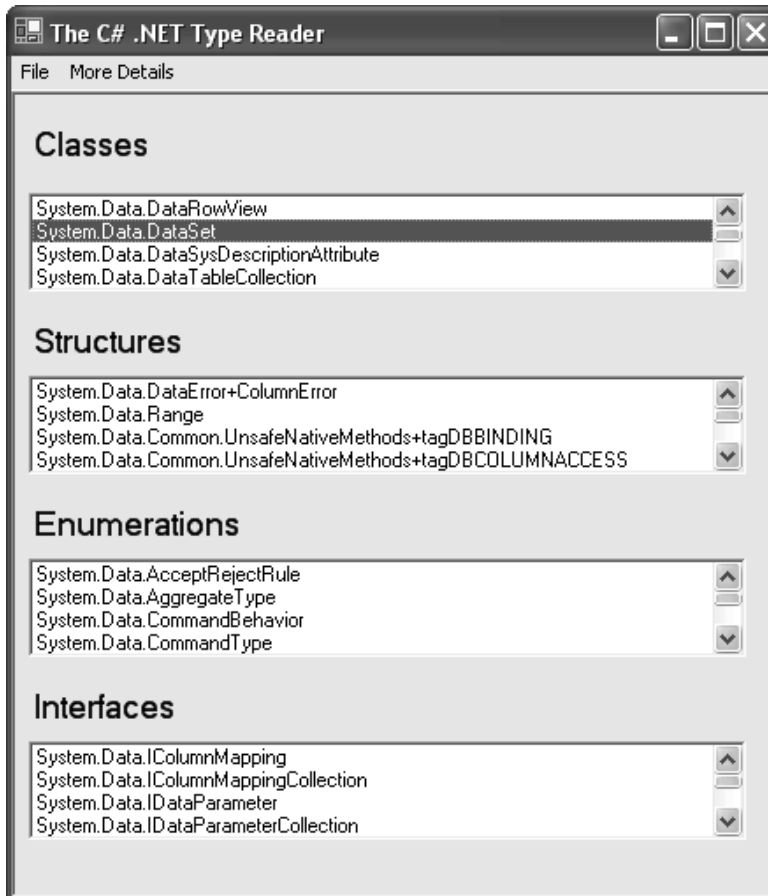 The C# .NET Type Reader
File More Details
Classes
System.Data.DataRowView
System.Data.DataSet
System.Data.DataSysDescriptionAttribute
System.Data.DataTableCollection
Structures
System.Data.DataError+ColumnError
System.Data.Range
System.Data.Common.UnsafeNativeMethods+tagDBBINDING
System.Data.Common.UnsafeNativeMethods+tagDBCOLUMNACCESS
Enumerations
System.Data.AcceptRejectRule
System.Data.AggregateType
System.Data.CommandBehavior
System.Data.CommandType
Interfaces
System.Data.IColumnMapping
System.Data.IColumnMappingCollection
System.Data.IDataParameter
System.Data.IDataParameterCollection